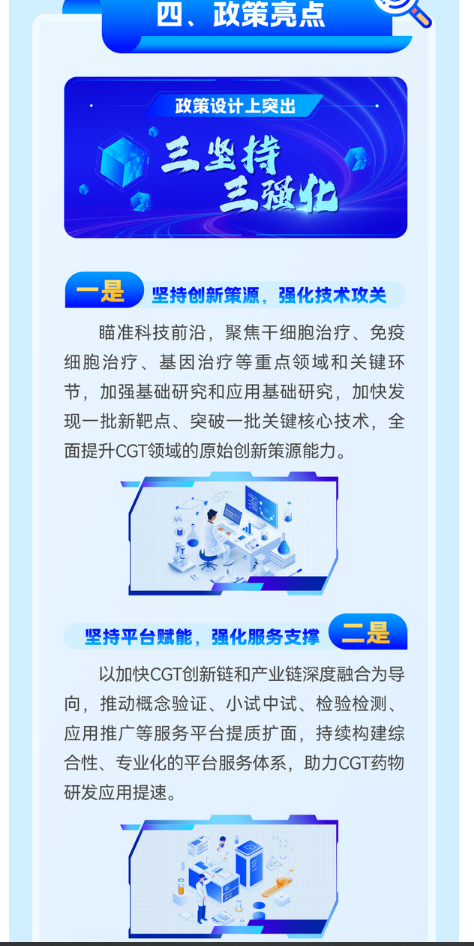 四、政策亮点
政策设计上突出
三坚持
三强化
一是 坚持创新策源，强化技术攻关
瞄准科技前沿，聚焦干细胞治疗、免疫
细胞治疗、基因治疗等重点领域和关键环
节，加强基础研究和应用基础研究，加快发
现一批新靶点、突破一批关键核心技术，全
面提升CGT领域的原始创新策源能力。
坚持平台赋能，强化服务支撑 二是
以加快CGT创新链和产业链深度融合为导
向，推动概念验证、小试中试、检验检测、
应用推广等服务平台提质扩面，持续构建综
合性、专业化的平台服务体系，助力CGT药物
研发应用提速。